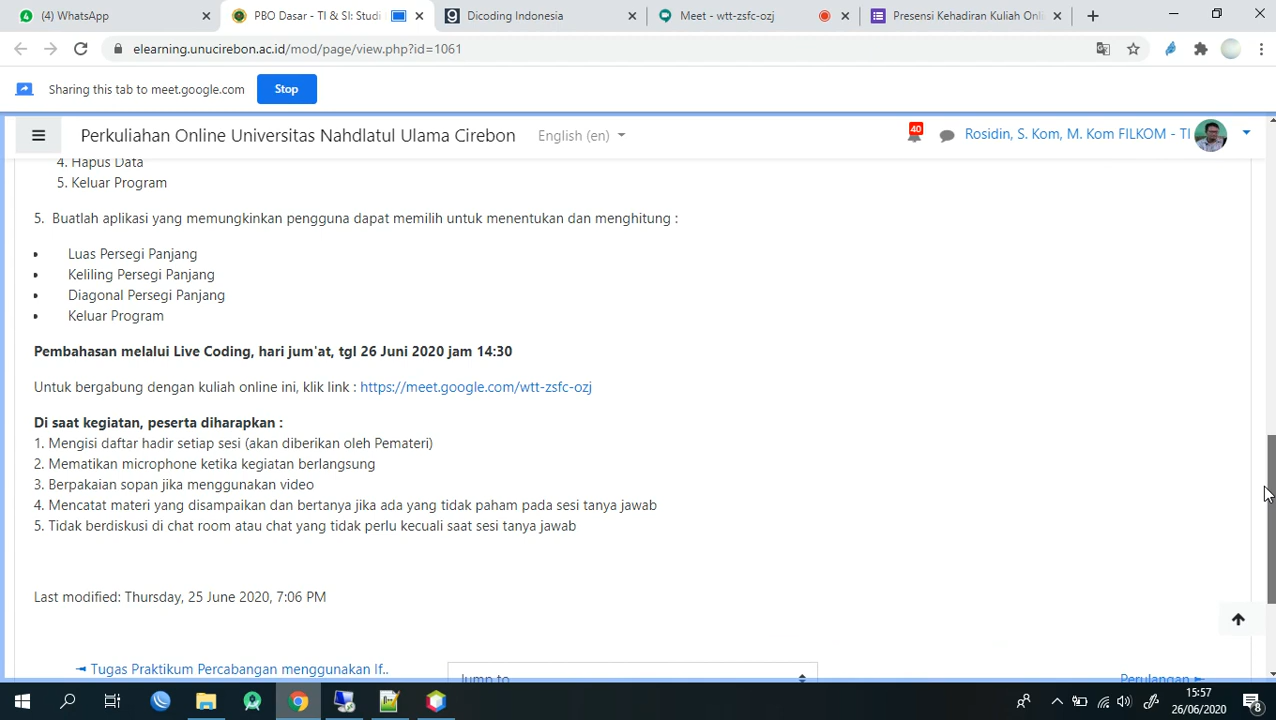 (4) WhatsApp
PBO Dasar - TI & SI: Studi
Dicoding Indonesia
Meet - wtt-zsfc-ozj
Presensi Kehadiran Kuliah Onli
elearning.unucirebon.ac.id/mod/page/view.php?id=1061
Sharing this tab to meet.google.com
Stop
Perkuliahan Online Universitas Nahdlatul Ulama Cirebon
English (en)
40
Rosidin, S. Kom, M. Kom FILKOM - TI
4. Hapus Data
5. Keluar Program
5. Buatlah aplikasi yang memungkinkan pengguna dapat memilih untuk menentukan dan menghitung :
• Luas Persegi Panjang
• Keliling Persegi Panjang
• Diagonal Persegi Panjang
• Keluar Program
Pembahasan melalui Live Coding, hari jum'at, tgl 26 Juni 2020 jam 14:30
Untuk bergabung dengan kuliah online ini, klik link : https://meet.google.com/wtt-zsfc-ozj
Di saat kegiatan, peserta diharapkan :
1. Mengisi daftar hadir setiap sesi (akan diberikan oleh Pemateri)
2. Mematikan microphone ketika kegiatan berlangsung
3. Berpakaian sopan jika menggunakan video
4. Mencatat materi yang disampaikan dan bertanya jika ada yang tidak paham pada sesi tanya jawab
5. Tidak berdiskusi di chat room atau chat yang tidak perlu kecuali saat sesi tanya jawab
Last modified: Thursday, 25 June 2020, 7:06 PM
◄ Tugas Praktikum Percabangan menggunakan If..
Jump to...
Perulangan ►
15:57
26/06/2020
8